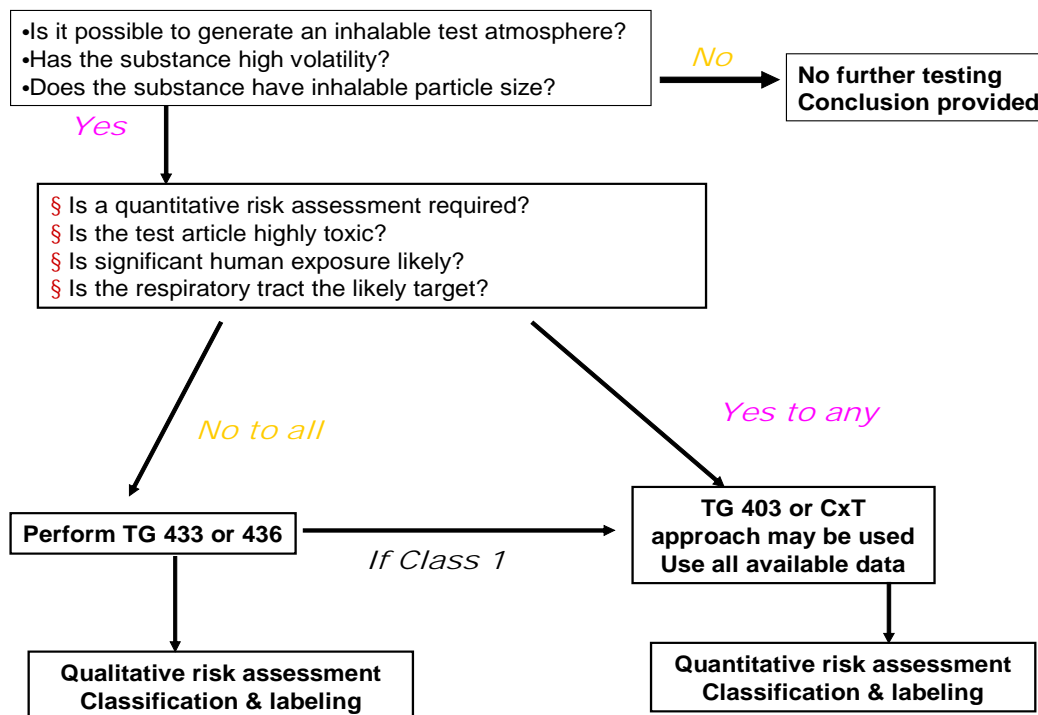 •Is it possible to generate an inhalable test atmosphere?
•Has the substance high volatility?
•Does the substance have inhalable particle size?
No
No further testing
Conclusion provided
Yes
§ Is a quantitative risk assessment required?
§ Is the test article highly toxic?
§ Is significant human exposure likely?
§ Is the respiratory tract the likely target?
No to all
Yes to any
Perform TG 433 or 436
If Class 1
TG 403 or CxT
approach may be used
Use all available data
Qualitative risk assessment
Classification & labeling
Quantitative risk assessment
Classification & labeling